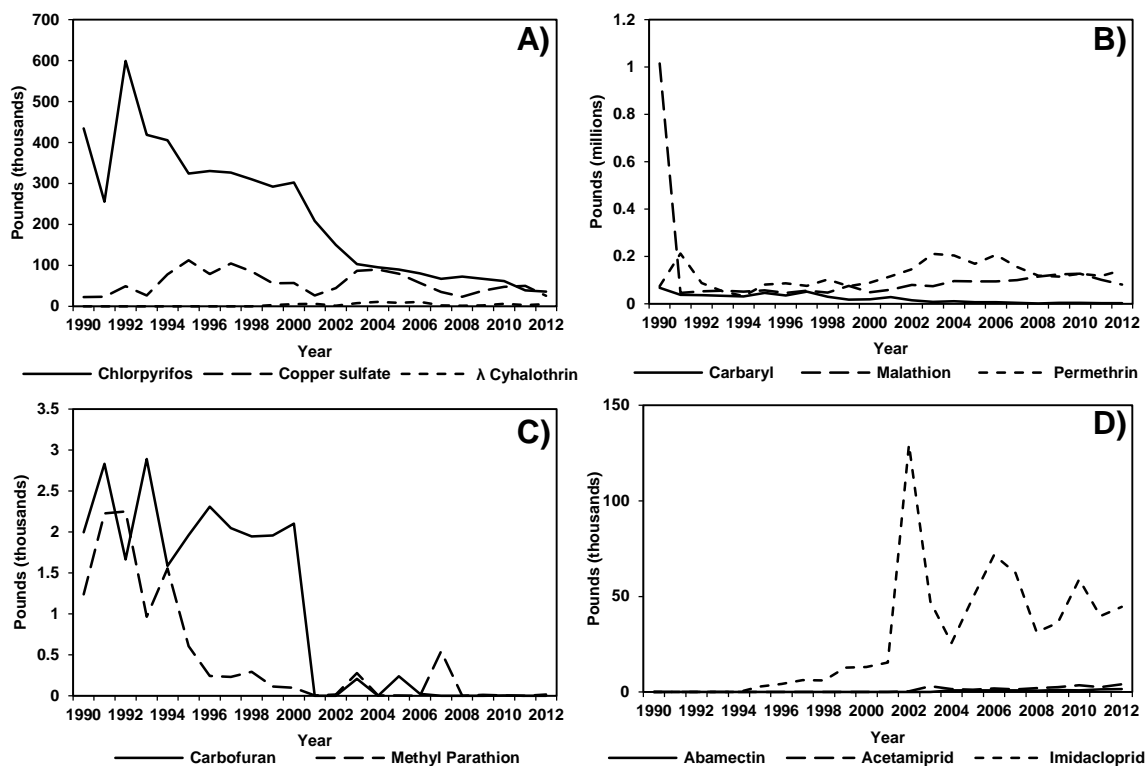 A)
700
600
500
400
300
200
100
0
Pounds (thousands)
1990 1992 1994 1996 1998 2000 2002 2004 2006 2008 2010 2012
Year
Chlorpyrifos Copper sulfate λ Cyhalothrin
B)
1.2
1
0.8
0.6
0.4
0.2
0
Pounds (millions)
1990 1992 1994 1996 1998 2000 2002 2004 2006 2008 2010 2012
Year
Carbaryl Malathion Permethrin
C)
3.5
3
2.5
2
1.5
1
0.5
0
Pounds (thousands)
1990 1992 1994 1996 1998 2000 2002 2004 2006 2008 2010 2012
Year
Carbofuran Methyl Parathion
D)
150
100
50
0
Pounds (thousands)
1990 1992 1994 1996 1998 2000 2002 2004 2006 2008 2010 2012
Year
Abamectin Acetamiprid Imidacloprid